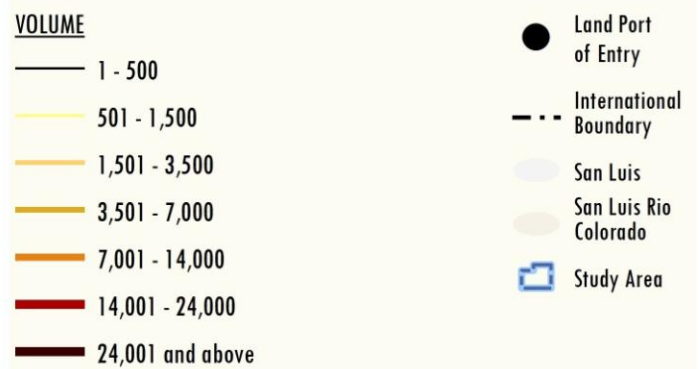 VOLUME
1 - 500
501 - 1,500
1,501 - 3,500
3,501 - 7,000
7,001 - 14,000
14,001 - 24,000
24,001 and above
Land Port
of Entry
International
Boundary
San Luis
San Luis Rio
Colorado
Study Area